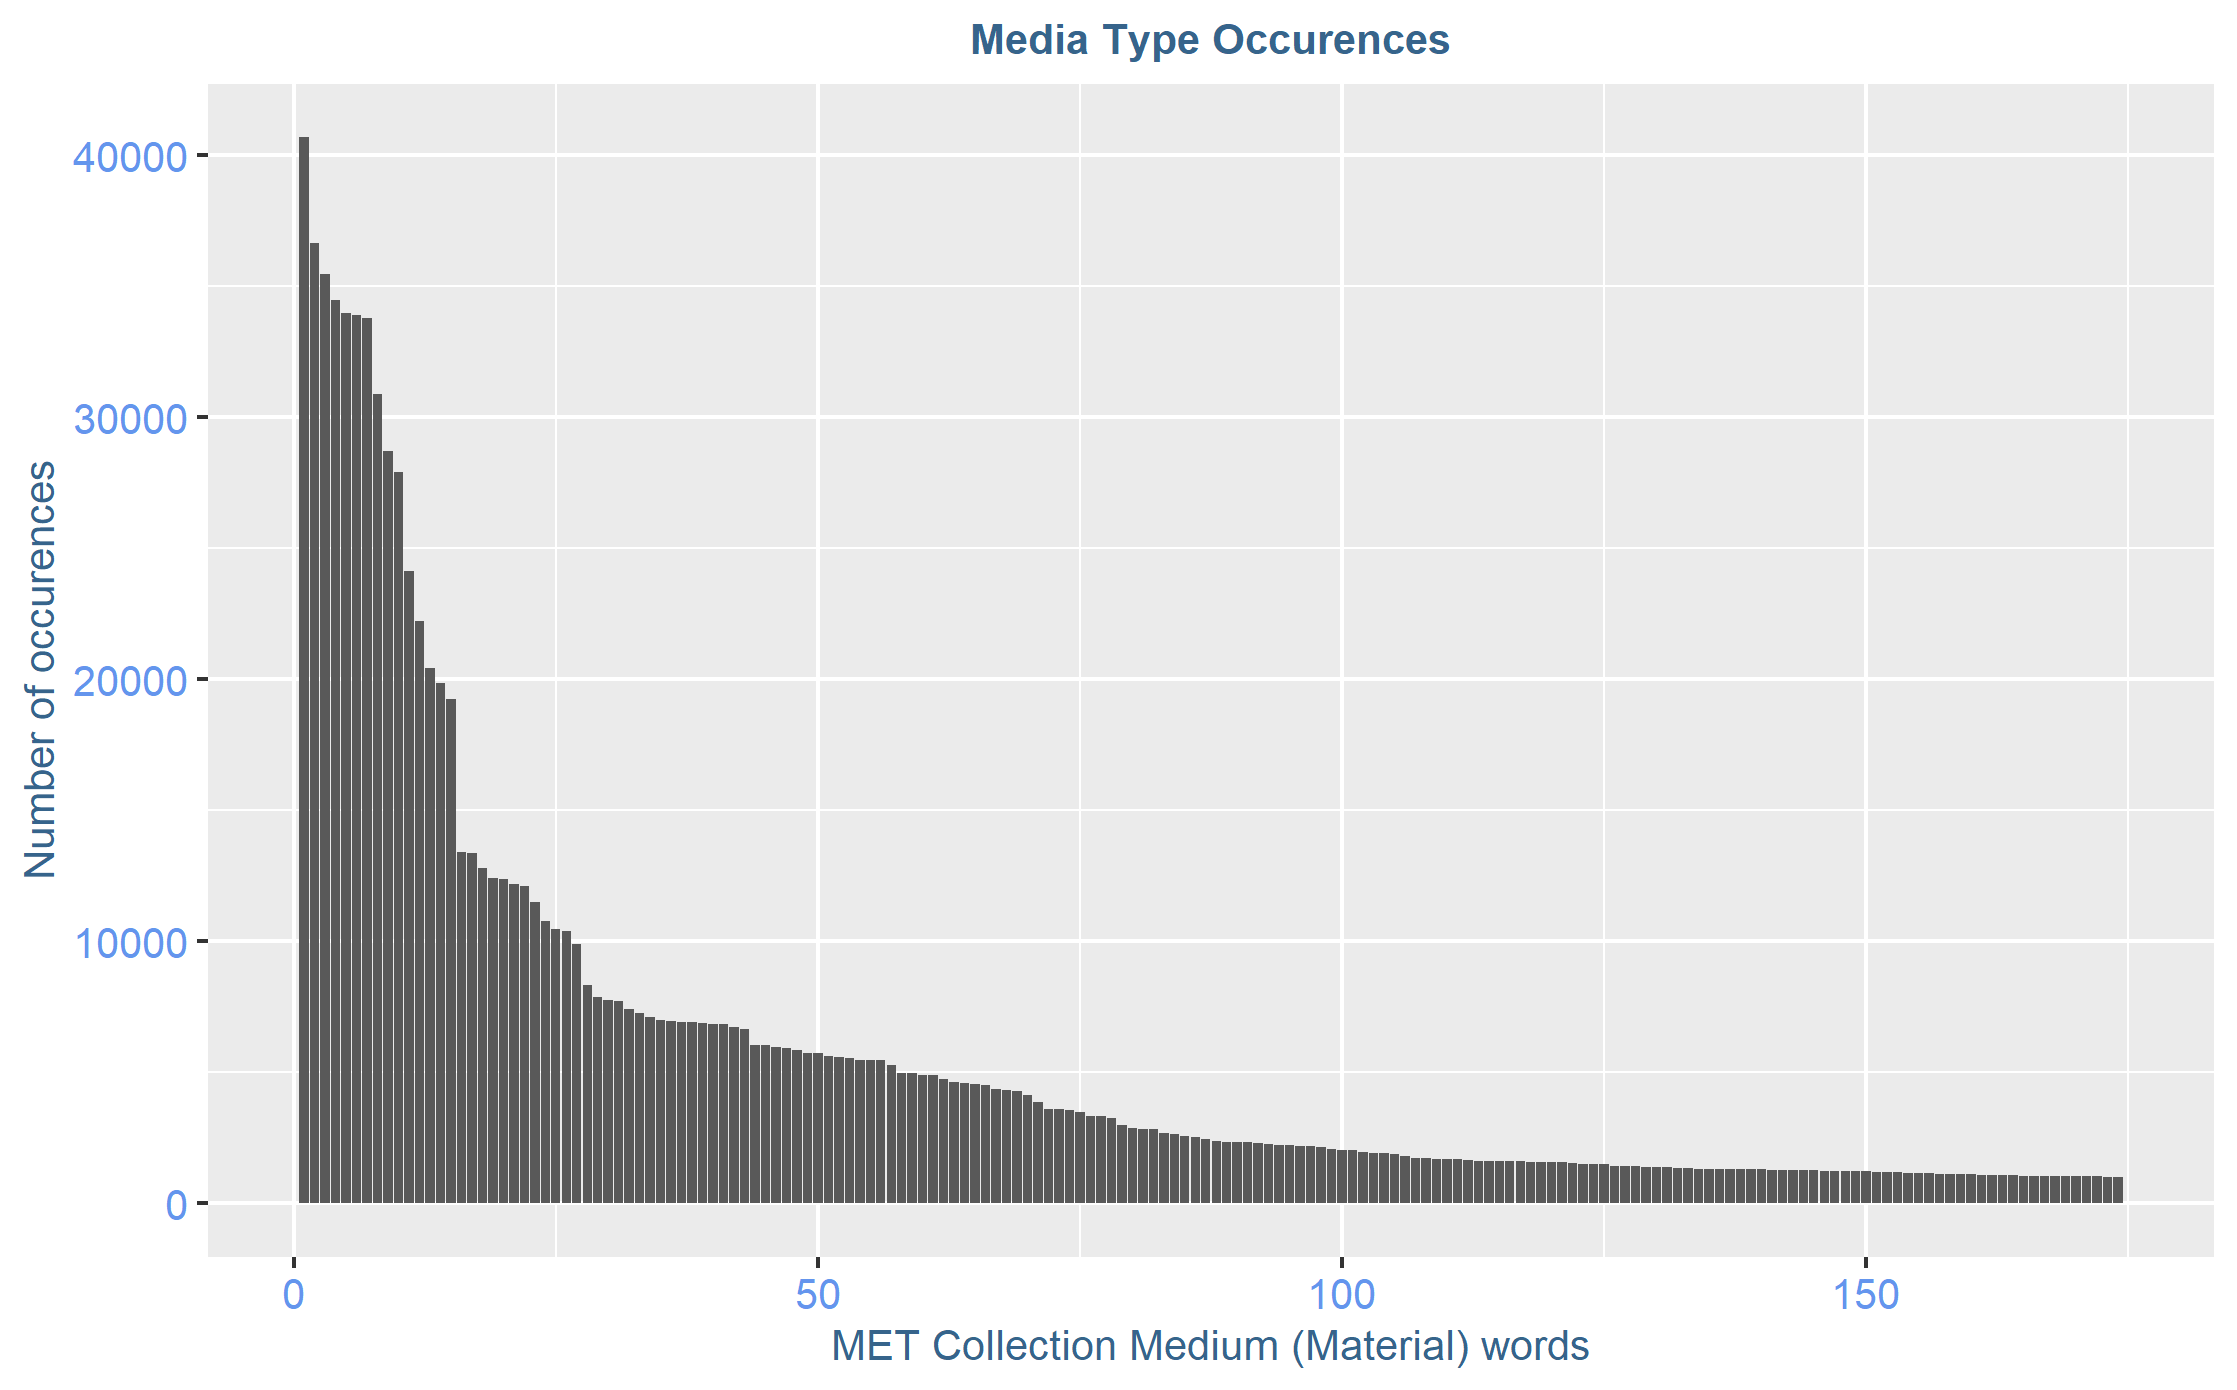 Media Type Occurences
40000
30000
20000
10000
0
Number of occurences
0 50 100 150
MET Collection Medium (Material) words